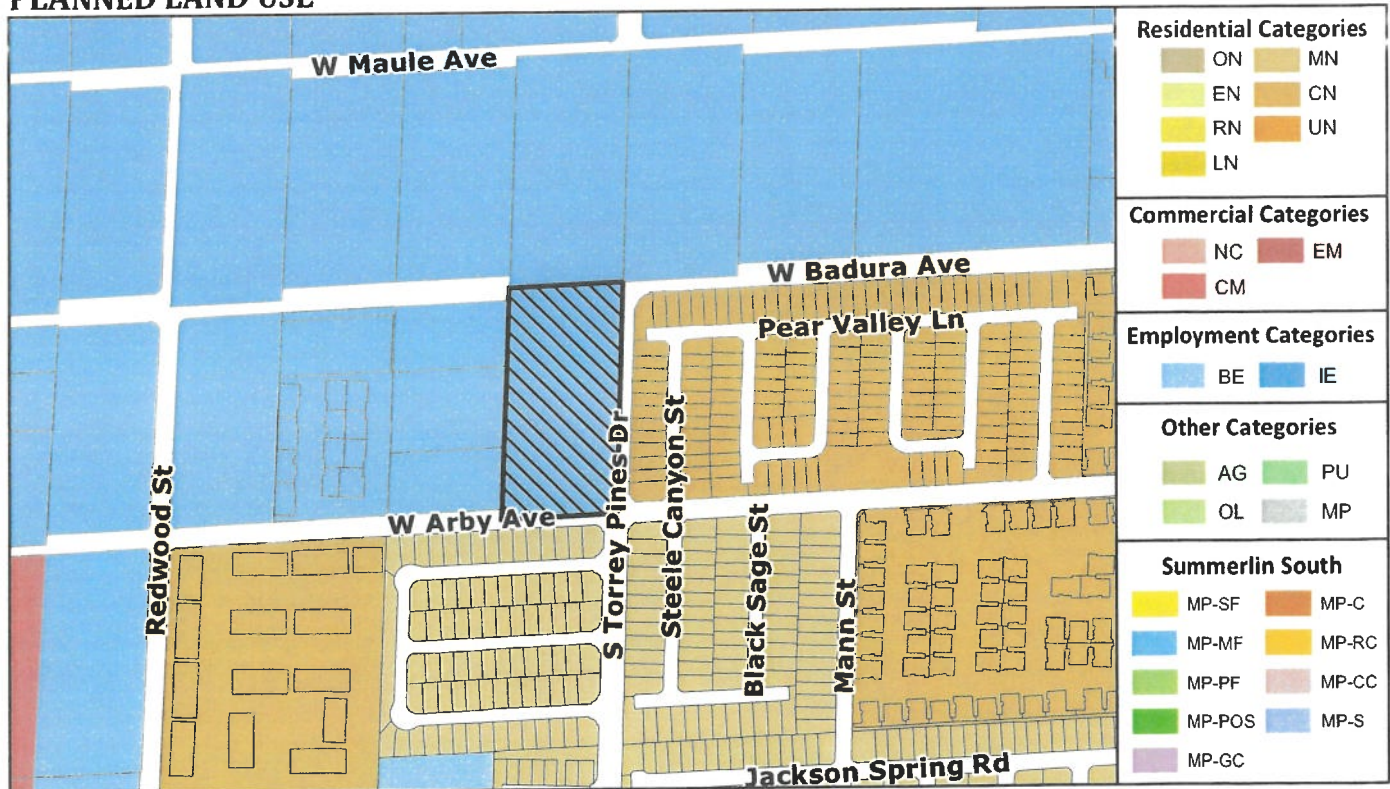 PLANNED LAND USE
W Maule Ave
W Badura Ave
Pear Valley Ln
S Torrey Pines Dr
Steele Canyon St
Redwood St
W Arby Ave
Black Sage St
Mann St
Jackson Spring Rd
Residential Categories
ON MN
EN CN
RN UN
LN
Commercial Categories
NC EM
CM
Employment Categories
BE IE
Other Categories
AG PU
OL MP
Summerlin South
MP-SF MP-C
MP-MF MP-RC
MP-PF MP-CC
MP-POS MP-S
MP-GC